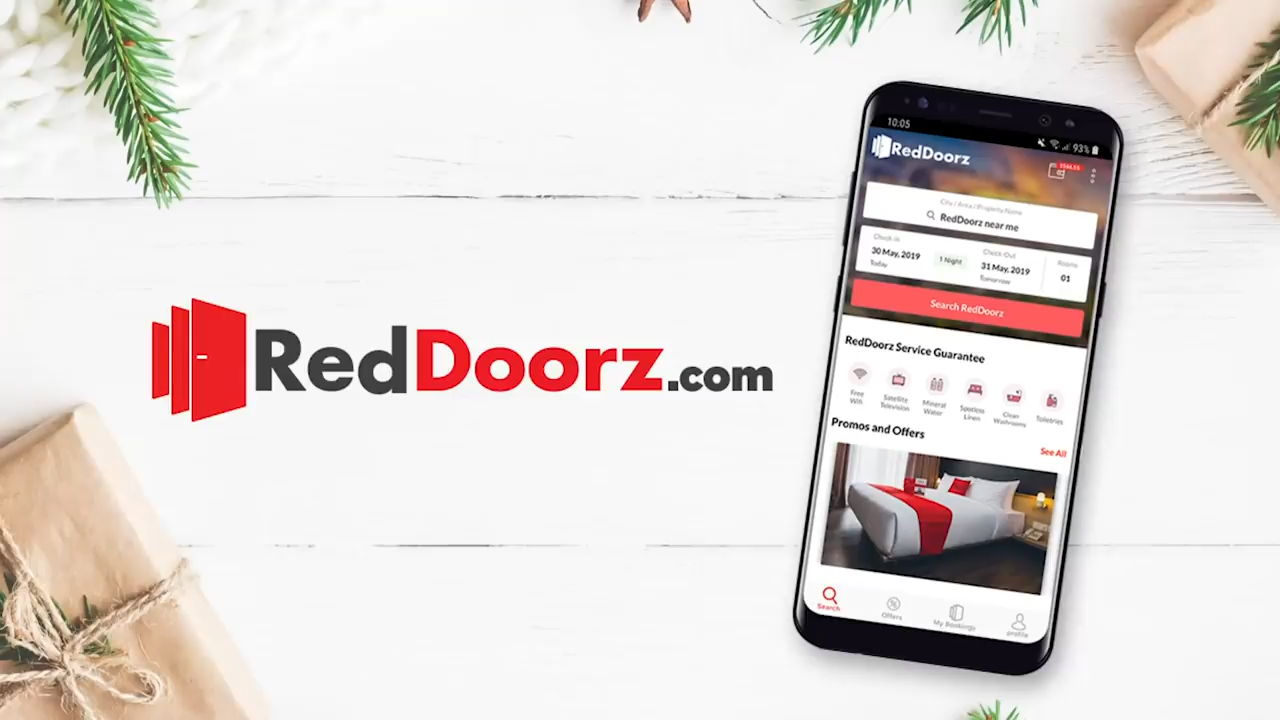 RedDoorz.com
10:05
93%
RedDoorz
City / Area / Property Name
RedDoorz near me
Check-in
30 May, 2019
Today
1 Night
Check-Out
31 May, 2019
Tomorrow
Rooms
01
Search RedDoorz
RedDoorz Service Guarantee
Free
Wifi
Satellite
Television
Mineral
Water
Spotless
Linen
Clean
Washrooms
Toiletries
Promos and Offers
See All
Search
Offers
My Bookings
profile